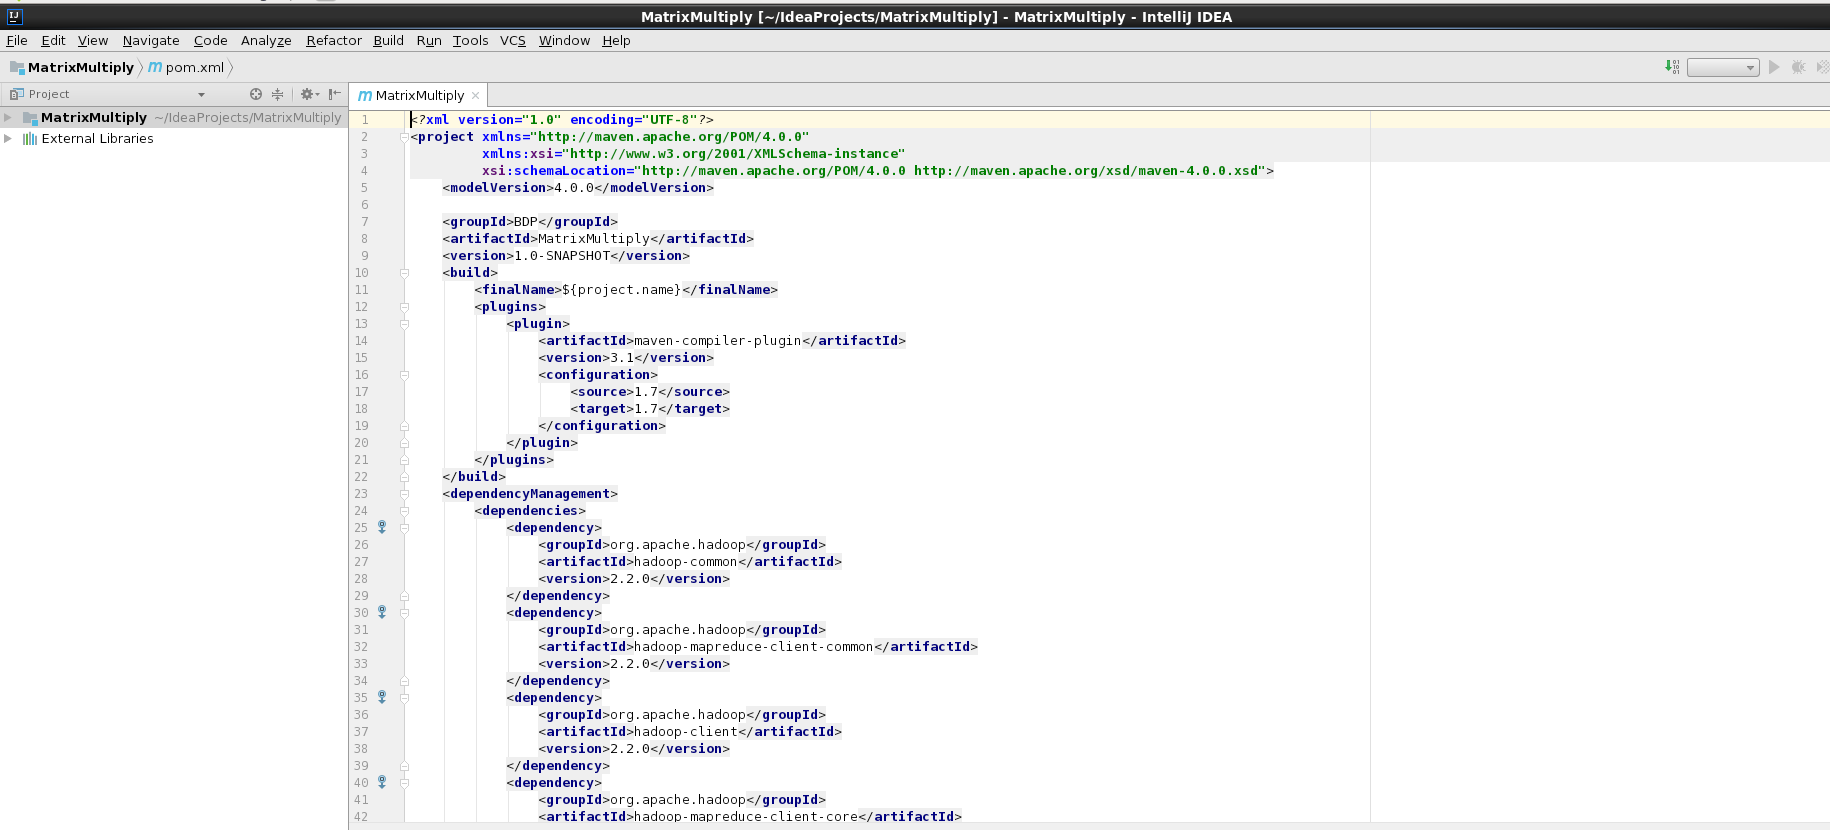 MatrixMultiply [~/IdeaProjects/MatrixMultiply] - MatrixMultiply - IntelliJ IDEA
File Edit View Navigate Code Analyze Refactor Build Run Tools VCS Window Help
MatrixMultiply pom.xml
Project
MatrixMultiply
MatrixMultiply ~/IdeaProjects/MatrixMultiply
External Libraries
1 <?xml version="1.0" encoding="UTF-8"?>
2 <project xmlns="http://maven.apache.org/POM/4.0.0"
3 xmlns:xsi="http://www.w3.org/2001/XMLSchema-instance"
4 xsi:schemaLocation="http://maven.apache.org/POM/4.0.0 http://maven.apache.org/xsd/maven-4.0.0.xsd">
5 <modelVersion>4.0.0</modelVersion>
6
7 <groupId>BDP</groupId>
8 <artifactId>MatrixMultiply</artifactId>
9 <version>1.0-SNAPSHOT</version>
10 <build>
11 <finalName>${project.name}</finalName>
12 <plugins>
13 <plugin>
14 <artifactId>maven-compiler-plugin</artifactId>
15 <version>3.1</version>
16 <configuration>
17 <source>1.7</source>
18 <target>1.7</target>
19 </configuration>
20 </plugin>
21 </plugins>
22 </build>
23 <dependencyManagement>
24 <dependencies>
25 <dependency>
26 <groupId>org.apache.hadoop</groupId>
27 <artifactId>hadoop-common</artifactId>
28 <version>2.2.0</version>
29 </dependency>
30 <dependency>
31 <groupId>org.apache.hadoop</groupId>
32 <artifactId>hadoop-mapreduce-client-common</artifactId>
33 <version>2.2.0</version>
34 </dependency>
35 <dependency>
36 <groupId>org.apache.hadoop</groupId>
37 <artifactId>hadoop-client</artifactId>
38 <version>2.2.0</version>
39 </dependency>
40 <dependency>
41 <groupId>org.apache.hadoop</groupId>
42 <artifactId>hadoop-mapreduce-client-core</artifactId>